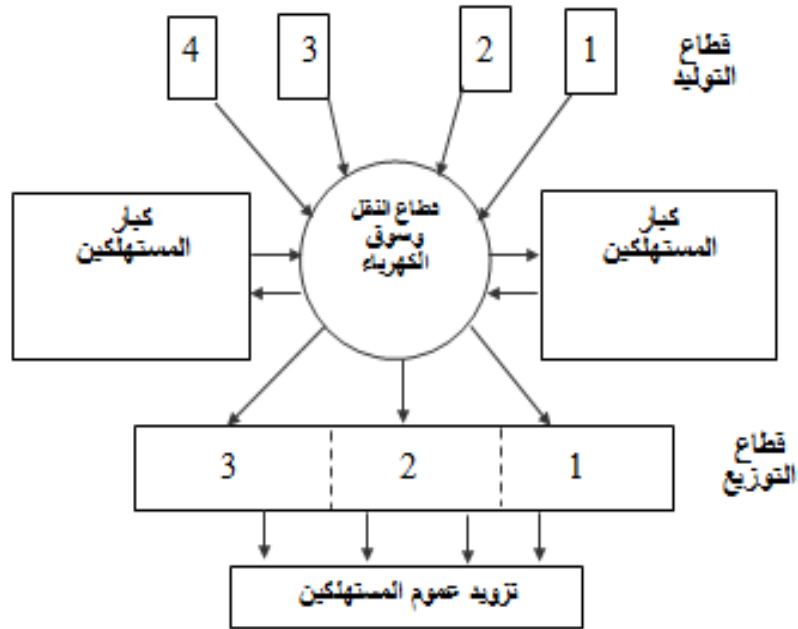 قطاع
التوليد
1
2
3
4
قطاع النقل
وسوق
الكهرباء
كبار
المستهلكين
كبار
المستهلكين
قطاع
التوزيع
1
2
3
تزويد عموم المستهلكين